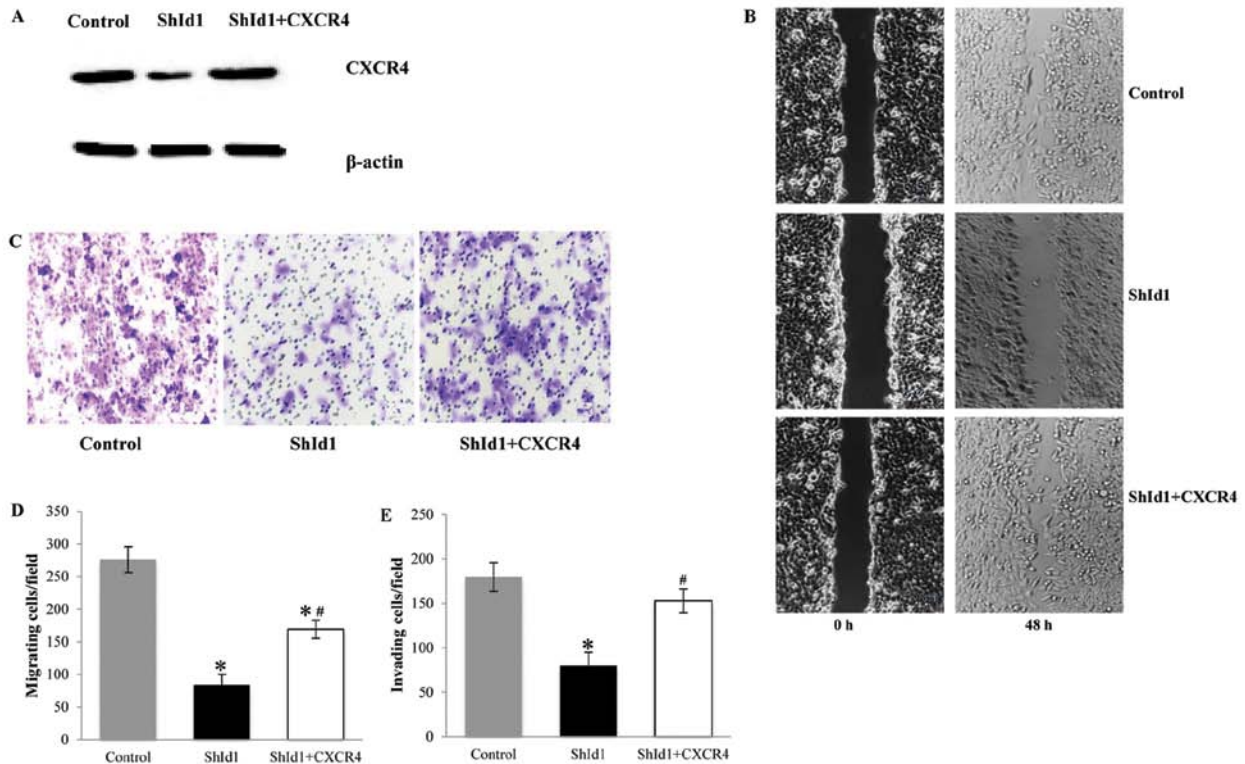 A
Control ShId1 ShId1+CXCR4
CXCR4
β-actin
B
Control
ShId1
ShId1+CXCR4
0 h 48 h
C
Control ShId1 ShId1+CXCR4
D
Migrating cells/field
350
300
250
200
150
100
50
0
*
* #
Control ShId1 ShId1+CXCR4
E
Invading cells/field
250
200
150
100
50
0
*
#
Control ShId1 ShId1+CXCR4